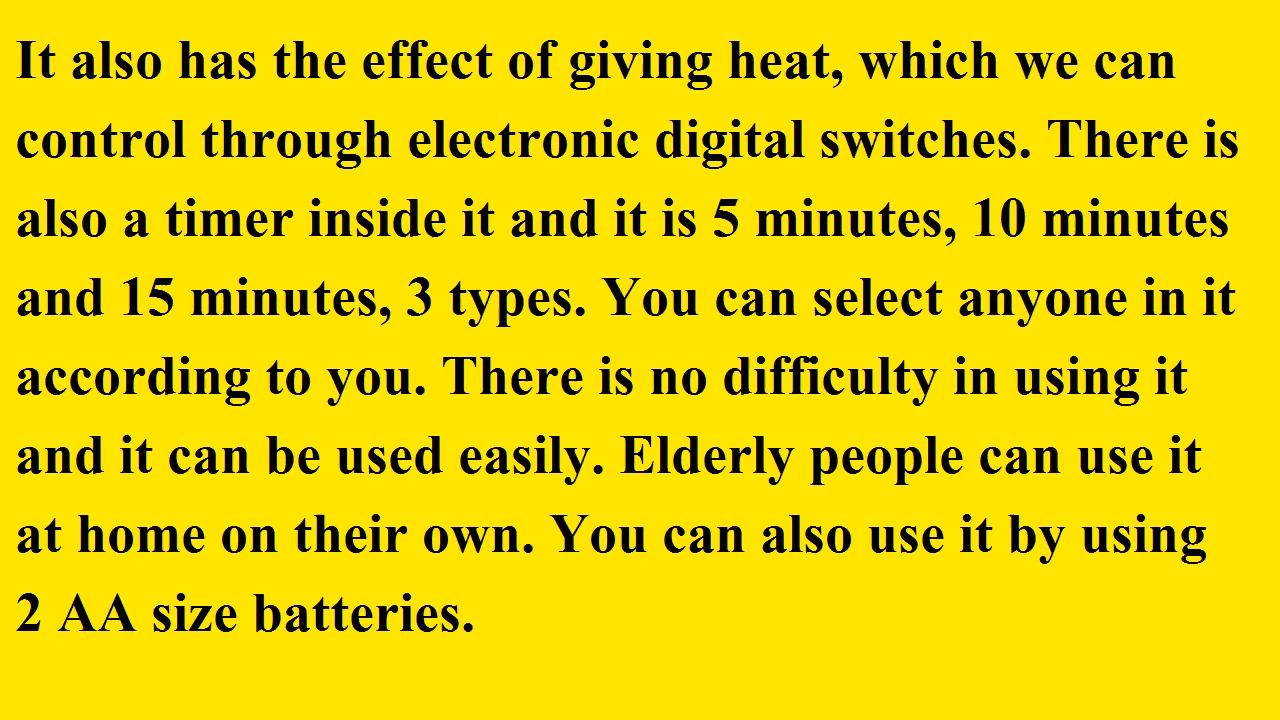 It also has the effect of giving heat, which we can
control through electronic digital switches. There is
also a timer inside it and it is 5 minutes, 10 minutes
and 15 minutes, 3 types. You can select anyone in it
according to you. There is no difficulty in using it
and it can be used easily. Elderly people can use it
at home on their own. You can also use it by using
2 AA size batteries.